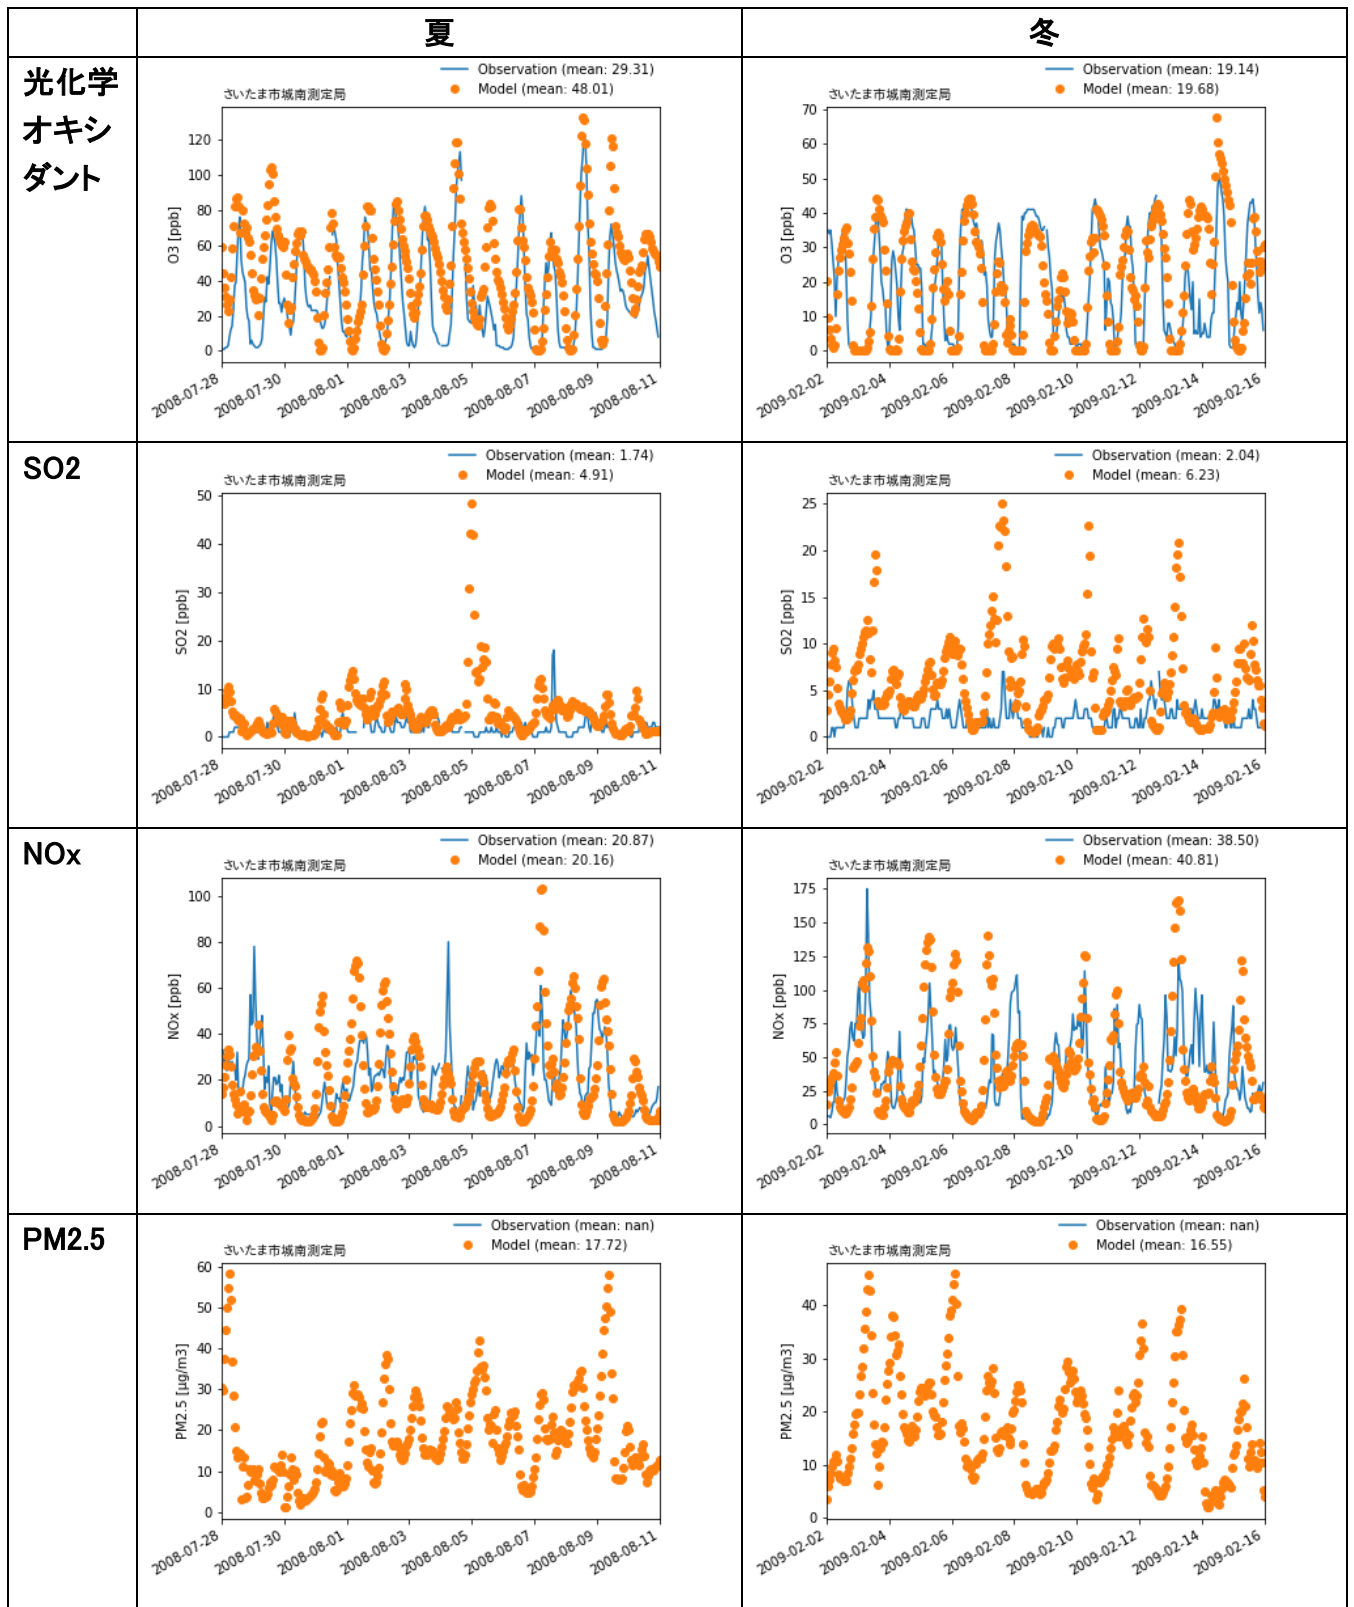 夏
冬
光化学
オキシ
ダント
Observation (mean: 29.31)
Model (mean: 48.01)
さいたま市城南測定局
O3 [ppb]
120
100
80
60
40
20
0
2008-07-28
2008-07-30
2008-08-01
2008-08-03
2008-08-05
2008-08-07
2008-08-09
2008-08-11
Observation (mean: 19.14)
Model (mean: 19.68)
さいたま市城南測定局
O3 [ppb]
70
60
50
40
30
20
10
0
2009-02-02
2009-02-04
2009-02-06
2009-02-08
2009-02-10
2009-02-12
2009-02-14
2009-02-16
SO2
Observation (mean: 1.74)
Model (mean: 4.91)
さいたま市城南測定局
SO2 [ppb]
50
40
30
20
10
0
2008-07-28
2008-07-30
2008-08-01
2008-08-03
2008-08-05
2008-08-07
2008-08-09
2008-08-11
Observation (mean: 2.04)
Model (mean: 6.23)
さいたま市城南測定局
SO2 [ppb]
25
20
15
10
5
0
2009-02-02
2009-02-04
2009-02-06
2009-02-08
2009-02-10
2009-02-12
2009-02-14
2009-02-16
NOx
Observation (mean: 20.87)
Model (mean: 20.16)
さいたま市城南測定局
NOx [ppb]
100
80
60
40
20
0
2008-07-28
2008-07-30
2008-08-01
2008-08-03
2008-08-05
2008-08-07
2008-08-09
2008-08-11
Observation (mean: 38.50)
Model (mean: 40.81)
さいたま市城南測定局
NOx [ppb]
175
150
125
100
75
50
25
0
2009-02-02
2009-02-04
2009-02-06
2009-02-08
2009-02-10
2009-02-12
2009-02-14
2009-02-16
PM2.5
Observation (mean: nan)
Model (mean: 17.72)
さいたま市城南測定局
PM2.5 [μg/m3]
60
50
40
30
20
10
0
2008-07-28
2008-07-30
2008-08-01
2008-08-03
2008-08-05
2008-08-07
2008-08-09
2008-08-11
Observation (mean: nan)
Model (mean: 16.55)
さいたま市城南測定局
PM2.5 [μg/m3]
40
30
20
10
0
2009-02-02
2009-02-04
2009-02-06
2009-02-08
2009-02-10
2009-02-12
2009-02-14
2009-02-16